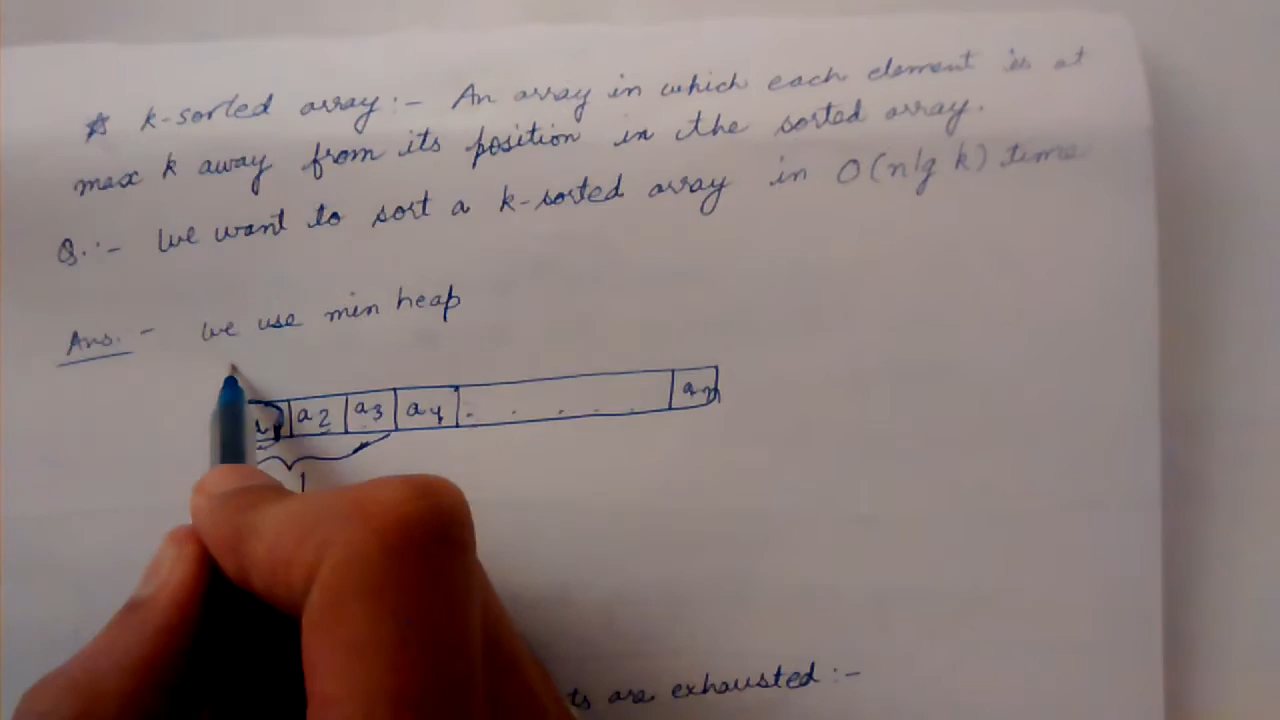 * k-sorted array:- An array in which each element is at
max k away from its position in the sorted array.
Q.:- We want to sort a k-sorted array in O(nlg k) time
Ans. - We use min heap
a2 a3 a4 . . . . . an
ts are exhausted :-